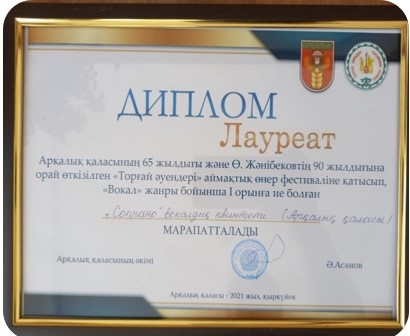 ДИПЛОМ
Лауреат
Арқалық қаласының 65 жылдығы және Ө. Жәнібековтің 90 жылдығына
орай өткізілген «Торғай әуендері» аймақтық өнер фестиваліне қатысып,
«Вокал» жанры бойынша I орынға ие болған
„Сопрано" вокалдық квинтеті (Арқалық қаласы)
МАРАПАТТАЛАДЫ
Арқалық қаласының әкімі Ә.Асанов
Арқалық қаласы - 2021 жыл, қыркүйек